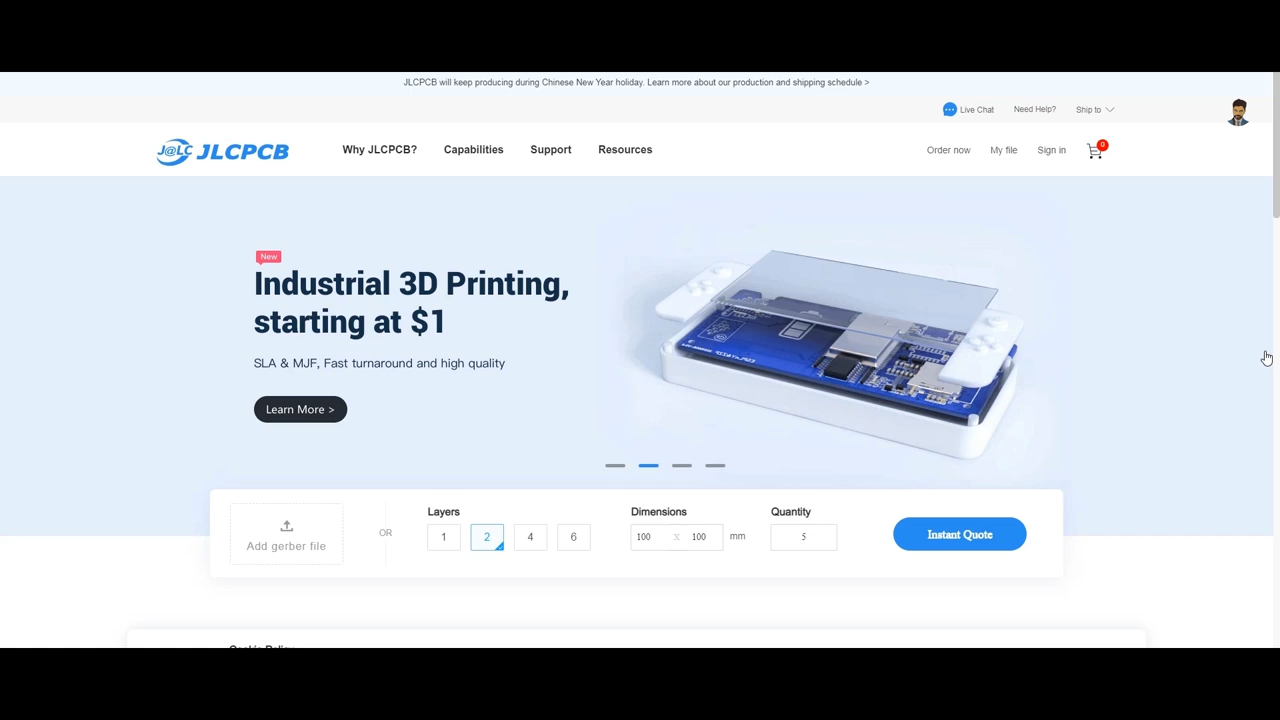 JLCPCB will keep producing during Chinese New Year holiday. Learn more about our production and shipping schedule >
Live Chat Need Help? Ship to
J@LC JLCPCB Why JLCPCB? Capabilities Support Resources Order now My file Sign in 0
New
Industrial 3D Printing,
starting at $1
SLA & MJF, Fast turnaround and high quality
Learn More >
Layers Dimensions Quantity
Add gerber file OR 1 2 4 6 100 x 100 mm 5 Instant Quote